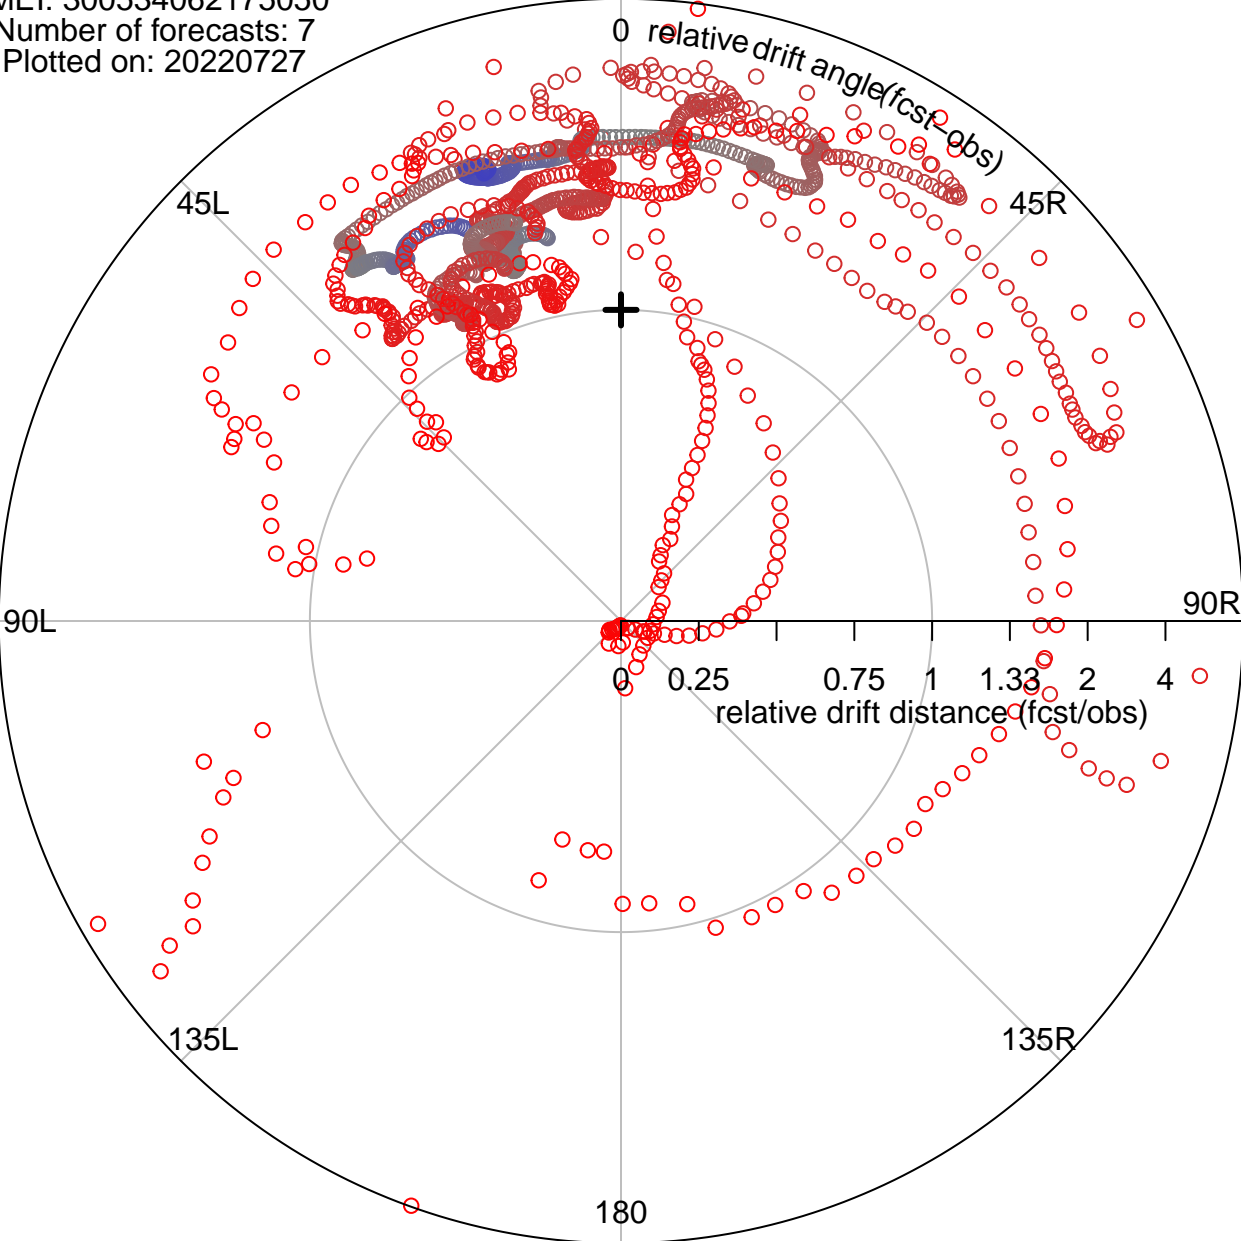 Number of forecasts: 7
Plotted on: 20220727
0
relative drift angle(fcst–obs)
45L
45R
90L
90R
0 0.25 0.75 1 1.33 2 4
relative drift distance (fcst/obs)
135L
135R
180